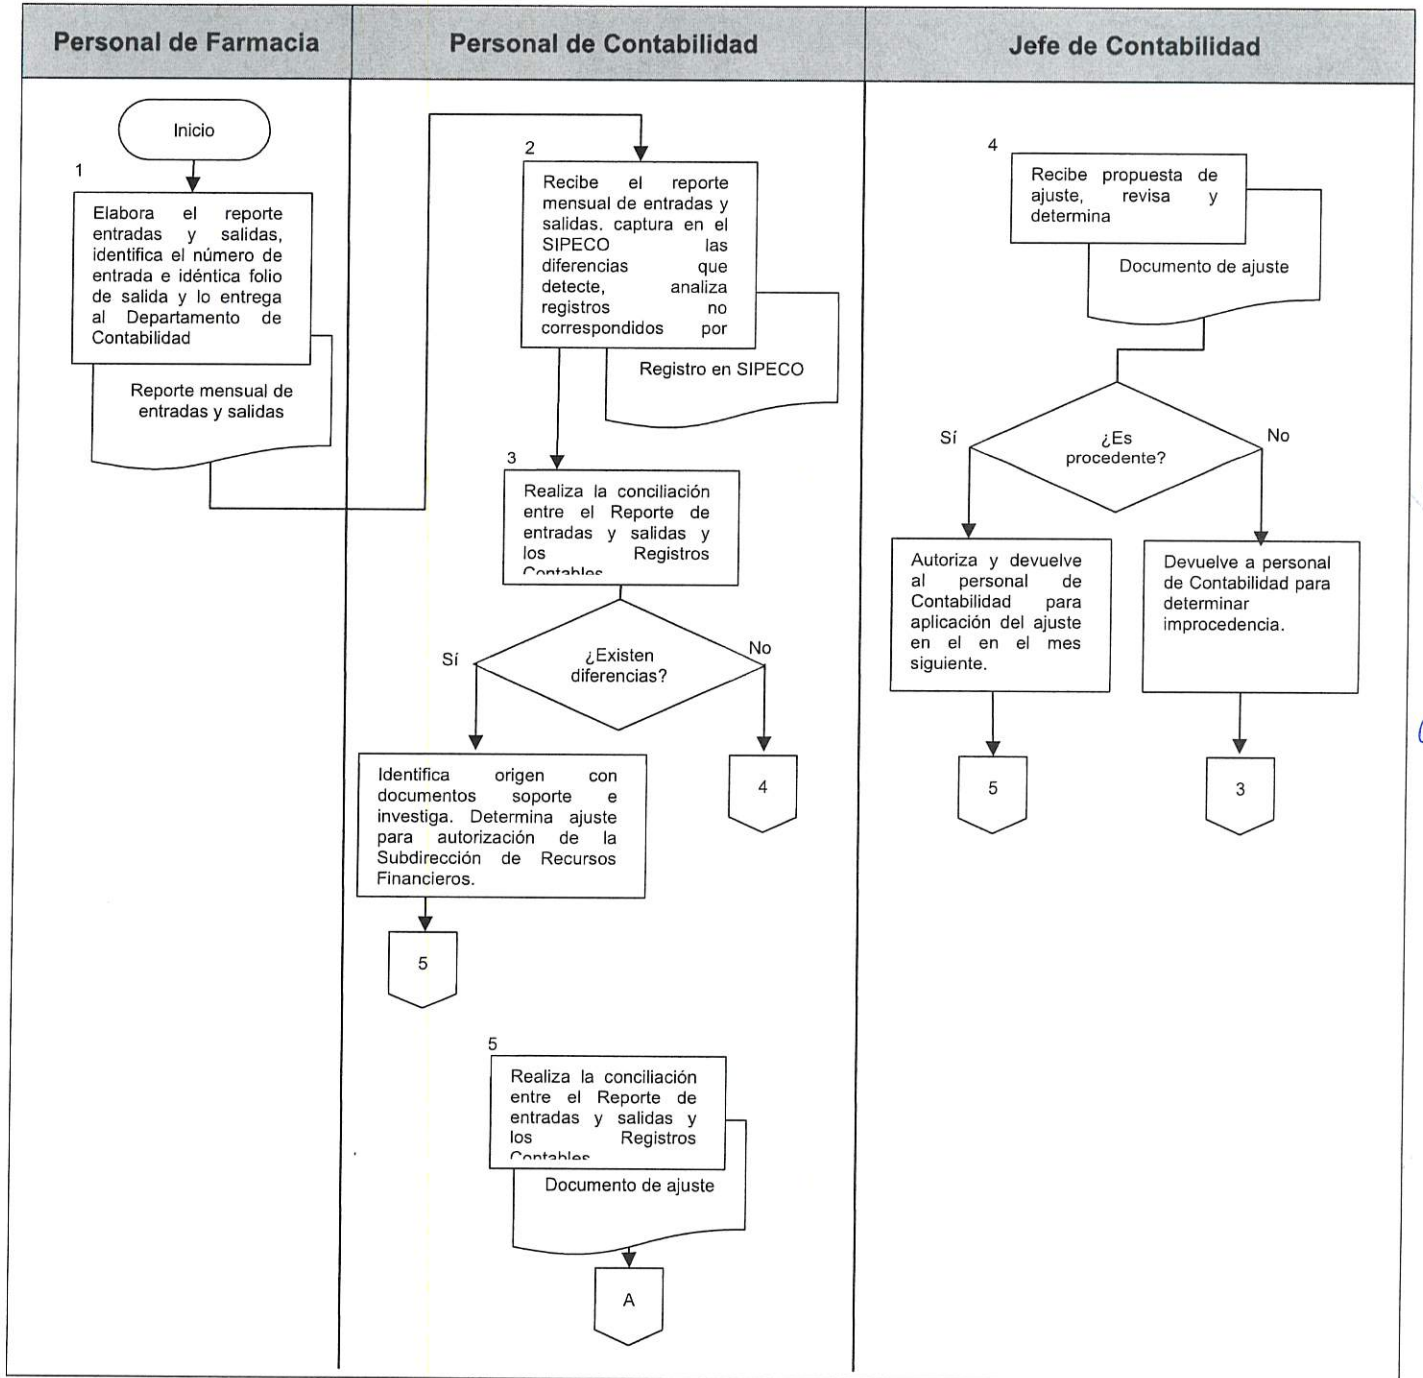 Personal de Farmacia
Personal de Contabilidad
Jefe de Contabilidad
Inicio
1
Elabora el reporte
entradas y salidas,
identifica el número de
entrada e idéntica folio
de salida y lo entrega
al Departamento de
Contabilidad
Reporte mensual de
entradas y salidas
2
Recibe el reporte
mensual de entradas y
salidas. captura en el
SIPECO las
diferencias que
detecte, analiza
registros no
correspondidos por
Registro en SIPECO
3
Realiza la conciliación
entre el Reporte de
entradas y salidas y
los Registros
Contables
¿Existen
diferencias?
Sí
No
Identifica origen con
documentos soporte e
investiga. Determina ajuste
para autorización de la
Subdirección de Recursos
Financieros.
4
5
5
Realiza la conciliación
entre el Reporte de
entradas y salidas y
los Registros
Contables
Documento de ajuste
A
4
Recibe propuesta de
ajuste, revisa y
determina
Documento de ajuste
¿Es
procedente?
Sí
No
Autoriza y devuelve
al personal de
Contabilidad para
aplicación del ajuste
en el en el mes
siguiente.
Devuelve a personal
de Contabilidad para
determinar
improcedencia.
5
3